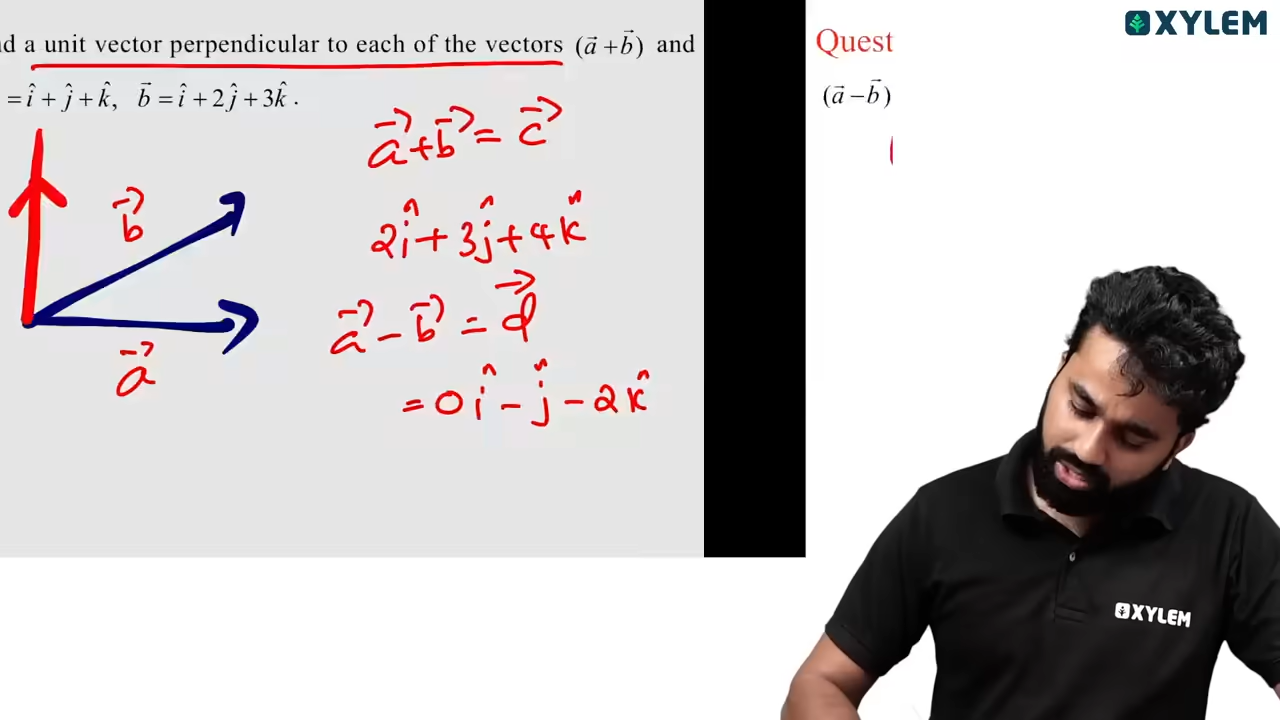 XYLEM
d a unit vector perpendicular to each of the vectors (a⃗ + b⃗) and
= î + ĵ + k̂, b⃗ = î + 2ĵ + 3k̂ .
a⃗ + b⃗ = c⃗
2î + 3ĵ + 4k̂
a⃗ - b⃗ = d⃗
= 0î - ĵ - 2k̂
b⃗
a⃗
Quest
(a⃗ - b⃗)
XYLEM